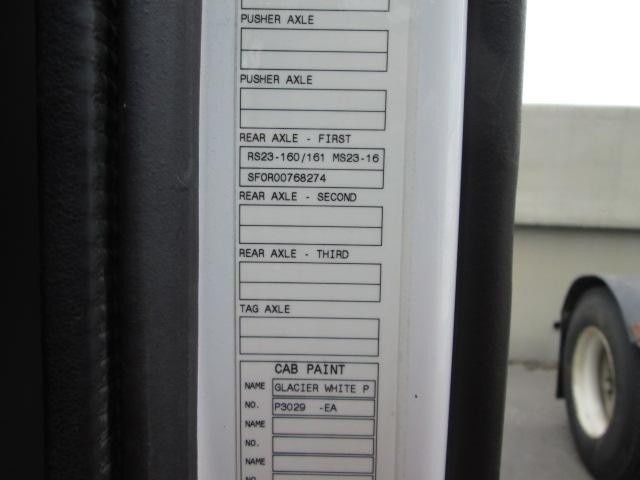 PUSHER AXLE
PUSHER AXLE
REAR AXLE - FIRST
RS23-160/161 MS23-16
SFOR00768274
REAR AXLE - SECOND
REAR AXLE - THIRD
TAG AXLE
CAB PAINT
NAME GLACIER WHITE P
NO. P3029 -EA
NAME
NO.
NAME
NO.